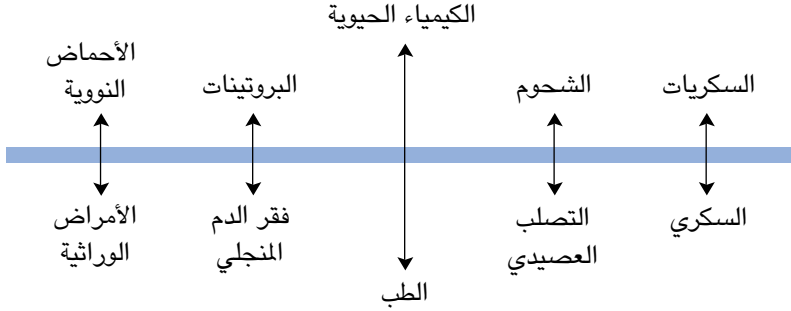 الكيمياء الحيوية
السكريات
الشحوم
البروتينات
الأحماض
النووية
السكري
التصلب
العصيدي
فقر الدم
المنجلي
الأمراض
الوراثية
الطب